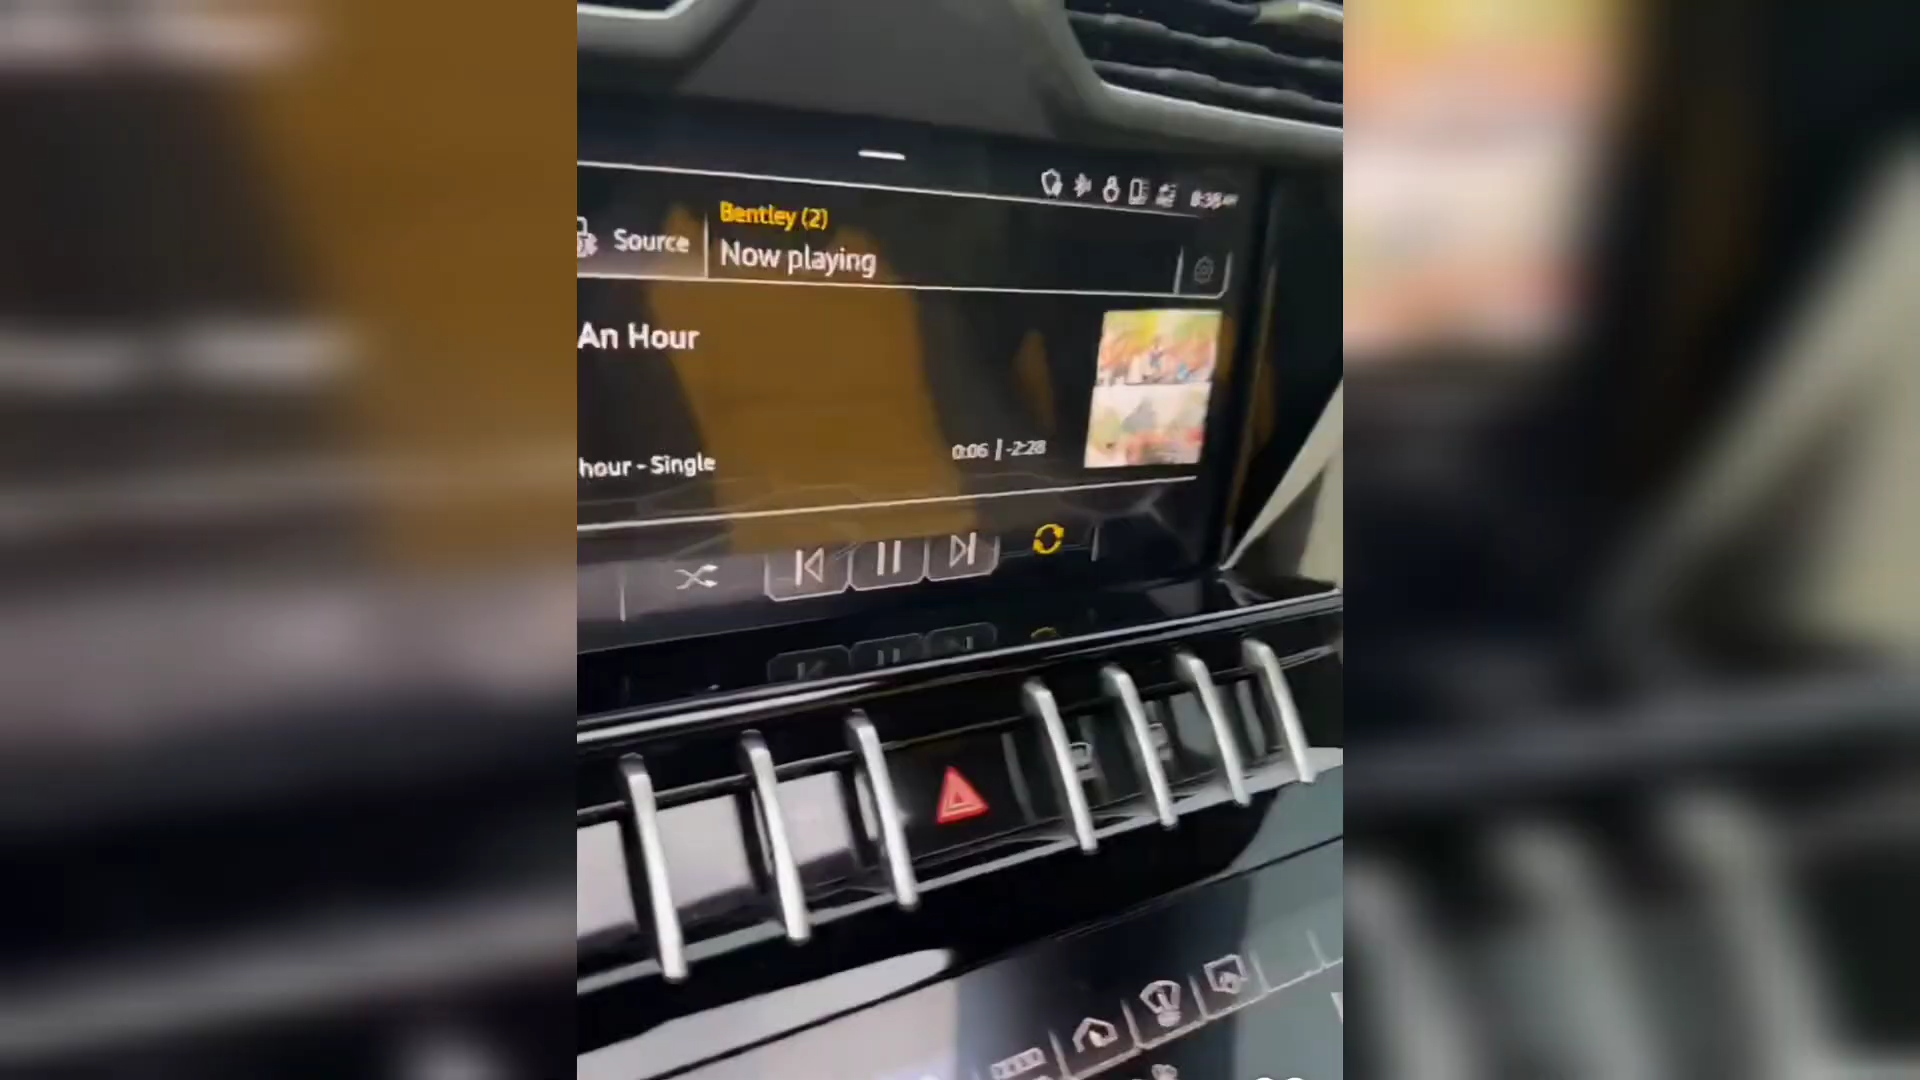 Bentley (2)
Source
Now playing
An Hour
0:06 | -2:28
hour - Single